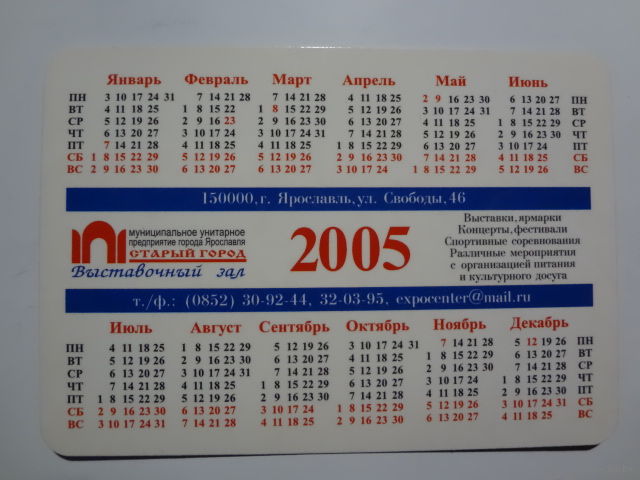 Январь Февраль Март Апрель Май Июнь
ПН 3 10 17 24 31 7 14 21 28 7 14 21 28 4 11 18 25 2 9 16 23 30 6 13 20 27 ПН
ВТ 4 11 18 25 1 8 15 22 1 8 15 22 29 5 12 19 26 3 10 17 24 31 7 14 21 28 ВТ
СР 5 12 19 26 2 9 16 23 2 9 16 23 30 6 13 20 27 4 11 18 25 1 8 15 22 29 СР
ЧТ 6 13 20 27 3 10 17 24 3 10 17 24 31 7 14 21 28 5 12 19 26 2 9 16 23 30 ЧТ
ПТ 7 14 21 28 4 11 18 25 4 11 18 25 1 8 15 22 29 6 13 20 27 3 10 17 24 ПТ
СБ 1 8 15 22 29 5 12 19 26 5 12 19 26 2 9 16 23 30 7 14 21 28 4 11 18 25 СБ
ВС 2 9 16 23 30 6 13 20 27 6 13 20 27 3 10 17 24 1 8 15 22 29 5 12 19 26 ВС
150000, г. Ярославль, ул. Свободы, 46
муниципальное унитарное
предприятие города Ярославля
СТАРЫЙ ГОРОД
Выставочный зал
2005
Выставки, ярмарки
Концерты, фестивали
Спортивные соревнования
Различные мероприятия
с организацией питания
и культурного досуга
т./ф.: (0852) 30-92-44, 32-03-95, expocenter@mail.ru
Июль Август Сентябрь Октябрь Ноябрь Декабрь
ПН 4 11 18 25 1 8 15 22 29 5 12 19 26 3 10 17 24 31 7 14 21 28 5 12 19 26 ПН
ВТ 5 12 19 26 2 9 16 23 30 6 13 20 27 4 11 18 25 1 8 15 22 29 6 13 20 27 ВТ
СР 6 13 20 27 3 10 17 24 31 7 14 21 28 5 12 19 26 2 9 16 23 30 7 14 21 28 СР
ЧТ 7 14 21 28 4 11 18 25 1 8 15 22 29 6 13 20 27 3 10 17 24 1 8 15 22 29 ЧТ
ПТ 1 8 15 22 29 5 12 19 26 2 9 16 23 30 7 14 21 28 4 11 18 25 2 9 16 23 30 ПТ
СБ 2 9 16 23 30 6 13 20 27 3 10 17 24 1 8 15 22 29 5 12 19 26 3 10 17 24 31 СБ
ВС 3 10 17 24 31 7 14 21 28 4 11 18 25 2 9 16 23 30 6 13 20 27 4 11 18 25 ВС